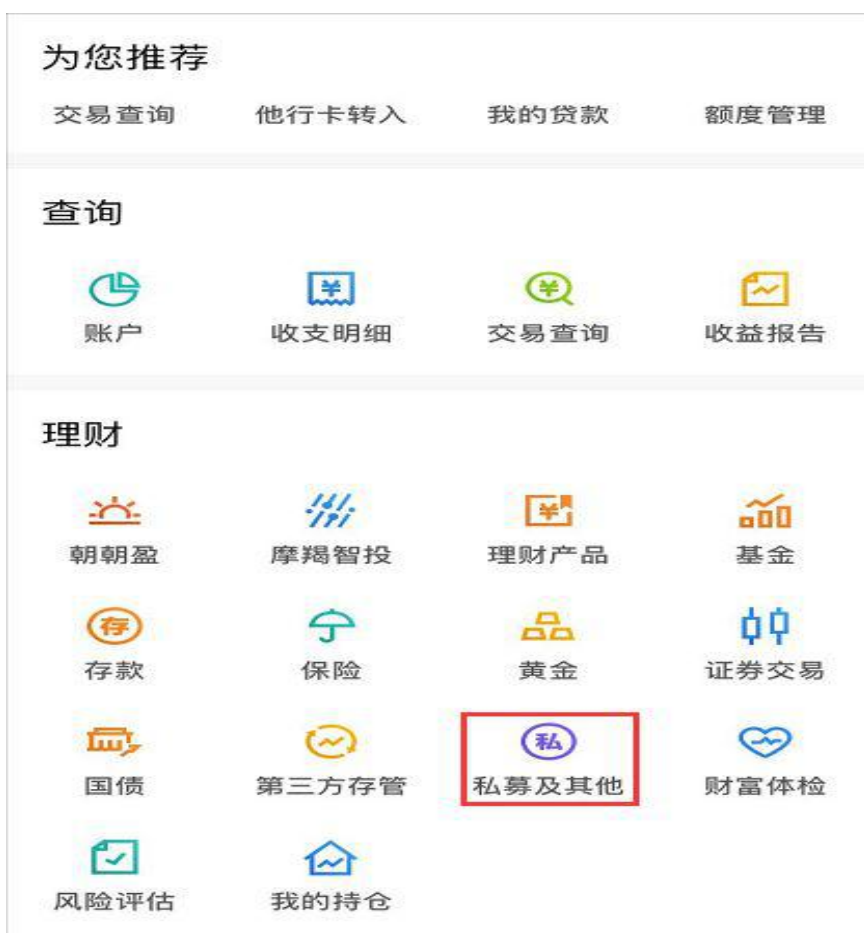 为您推荐
交易查询 他行卡转入 我的贷款 额度管理
查询
¥ ¥
账户 收支明细 交易查询 收益报告
理财
¥
朝朝盈 摩羯智投 理财产品 基金
存
存款 保险 黄金 证券交易
私
国债 第三方存管 私募及其他 财富体检
风险评估 我的持仓